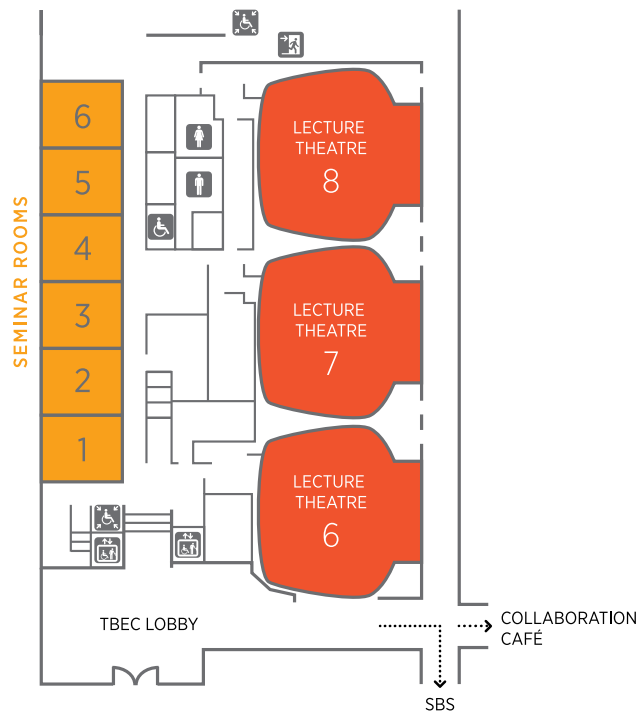 SEMINAR ROOMS
6
5
4
3
2
1
LECTURE
THEATRE
8
LECTURE
THEATRE
7
LECTURE
THEATRE
6
TBEC LOBBY
COLLABORATION
CAFÉ
SBS